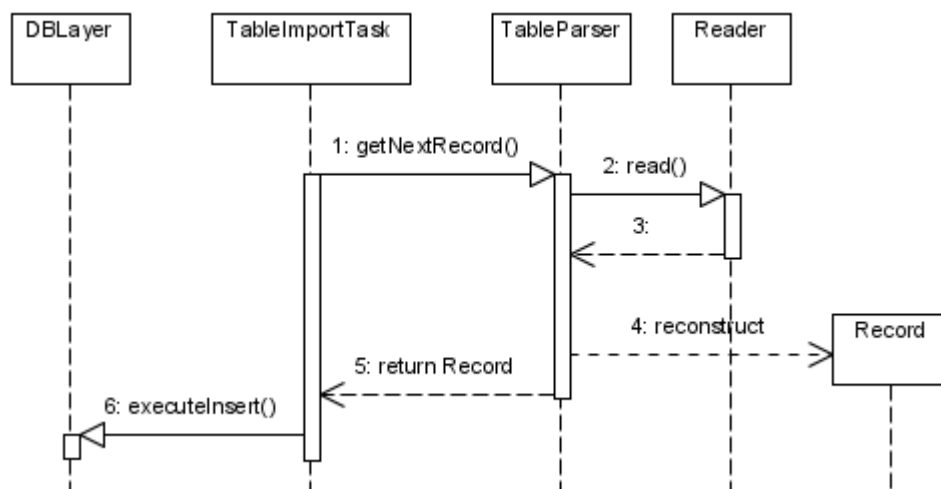 DBLayer
TableImportTask
TableParser
Reader
1: getNextRecord()
2: read()
3:
4: reconstruct
Record
5: return Record
6: executeInsert()